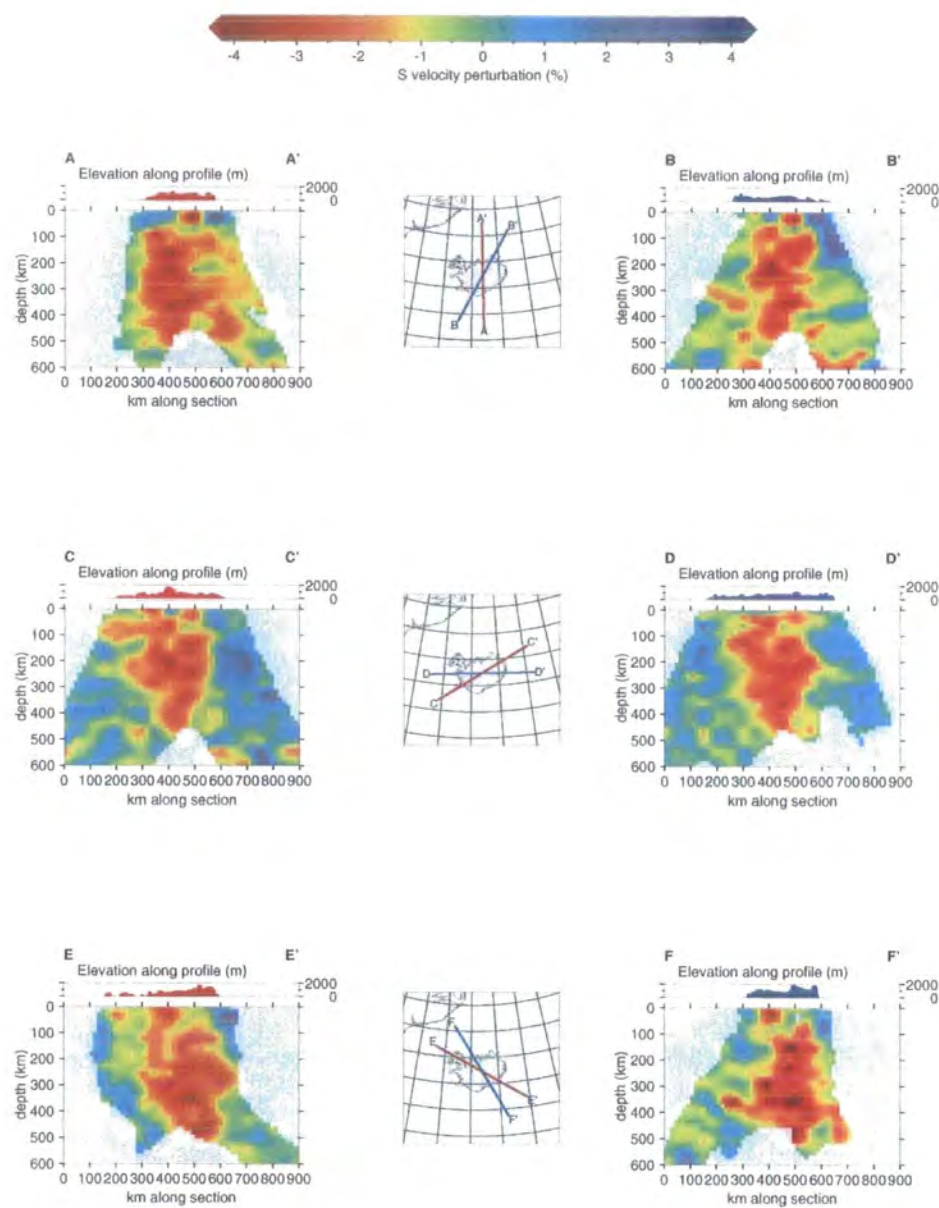 -4 -3 -2 -1 0 1 2 3 4
S velocity perturbation (%)
A A'
Elevation along profile (m)
2000
0
0
100
200
300
400
500
600
depth (km)
0 100 200 300 400 500 600 700 800 900
km along section
A'
B'
B
A
B B'
Elevation along profile (m)
2000
0
0
100
200
300
400
500
600
depth (km)
0 100 200 300 400 500 600 700 800 900
km along section
C C'
Elevation along profile (m)
2000
0
0
100
200
300
400
500
600
depth (km)
0 100 200 300 400 500 600 700 800 900
km along section
C'
D D'
C
D D'
Elevation along profile (m)
2000
0
0
100
200
300
400
500
600
depth (km)
0 100 200 300 400 500 600 700 800 900
km along section
E E'
Elevation along profile (m)
2000
0
0
100
200
300
400
500
600
depth (km)
0 100 200 300 400 500 600 700 800 900
km along section
F
E
E'
F'
F F'
Elevation along profile (m)
2000
0
0
100
200
300
400
500
600
depth (km)
0 100 200 300 400 500 600 700 800 900
km along section